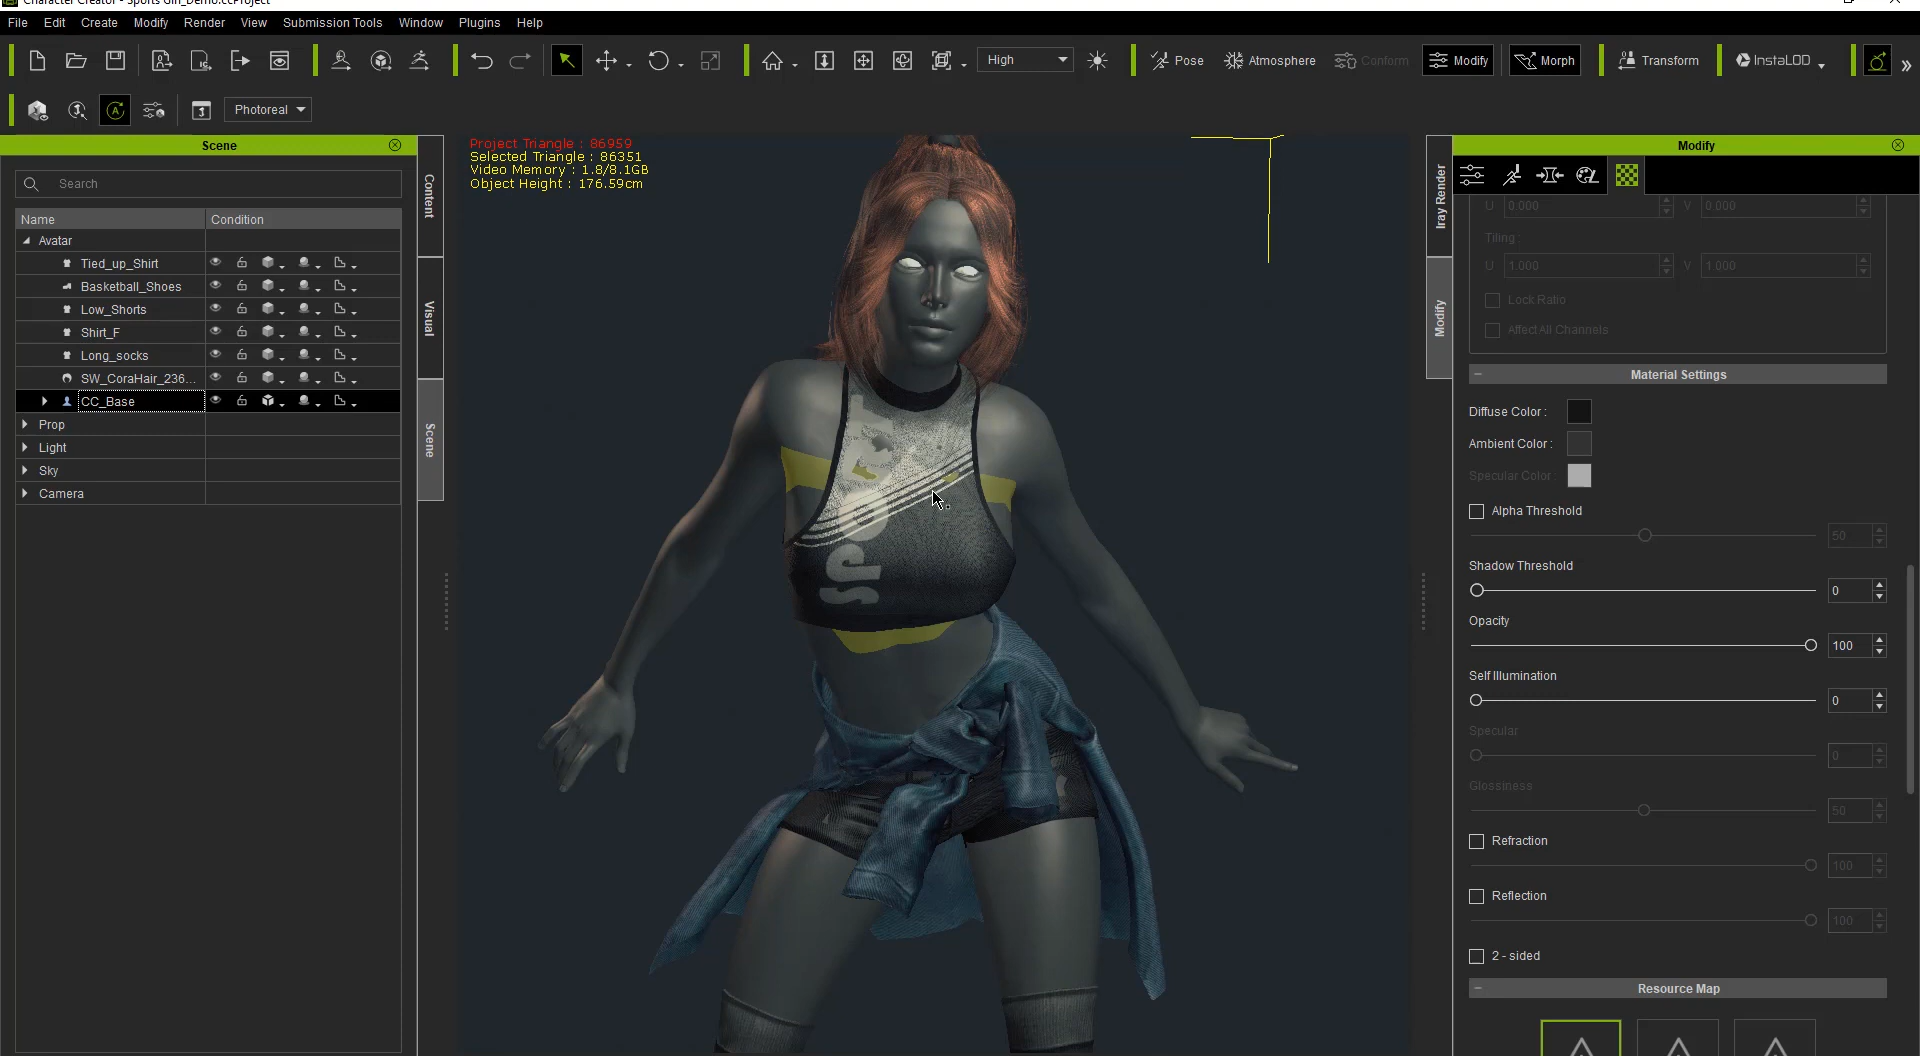 Character Creator - Sports Girl_Demo.ccProject
File Edit Create Modify Render View Submission Tools Window Plugins Help
High
Pose
Atmosphere
Conform
Modify
Morph
Transform
InstaLOD
Photoreal
Scene
Search
Name Condition
Avatar
Tied_up_Shirt
Basketball_Shoes
Low_Shorts
Shirt_F
Long_socks
SW_CoraHair_236...
CC_Base
Prop
Light
Sky
Camera
Content
Visual
Scene
Project Triangle : 86959
Selected Triangle : 86351
Video Memory : 1.8/8.1GB
Object Height : 176.59cm
SPORT
Iray Render
Modify
Modify
U 0.000 V 0.000
Tiling :
U 1.000 V 1.000
Lock Ratio
Affect All Channels
Material Settings
Diffuse Color :
Ambient Color :
Specular Color :
Alpha Threshold
50
Shadow Threshold
0
Opacity
100
Self Illumination
0
Specular
0
Glossiness
50
Refraction
100
Reflection
100
2 - sided
Resource Map